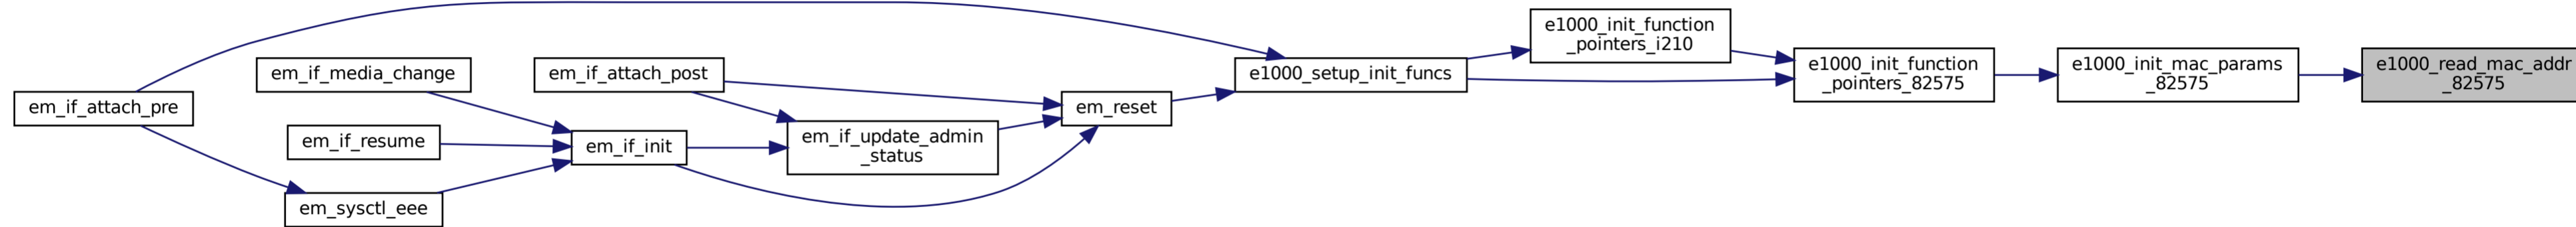 em_if_attach_pre
em_if_media_change
em_if_resume
em_sysctl_eee
em_if_attach_post
em_if_init
em_if_update_admin
_status
em_reset
e1000_setup_init_funcs
e1000_init_function
_pointers_i210
e1000_init_function
_pointers_82575
e1000_init_mac_params
_82575
e1000_read_mac_addr
_82575